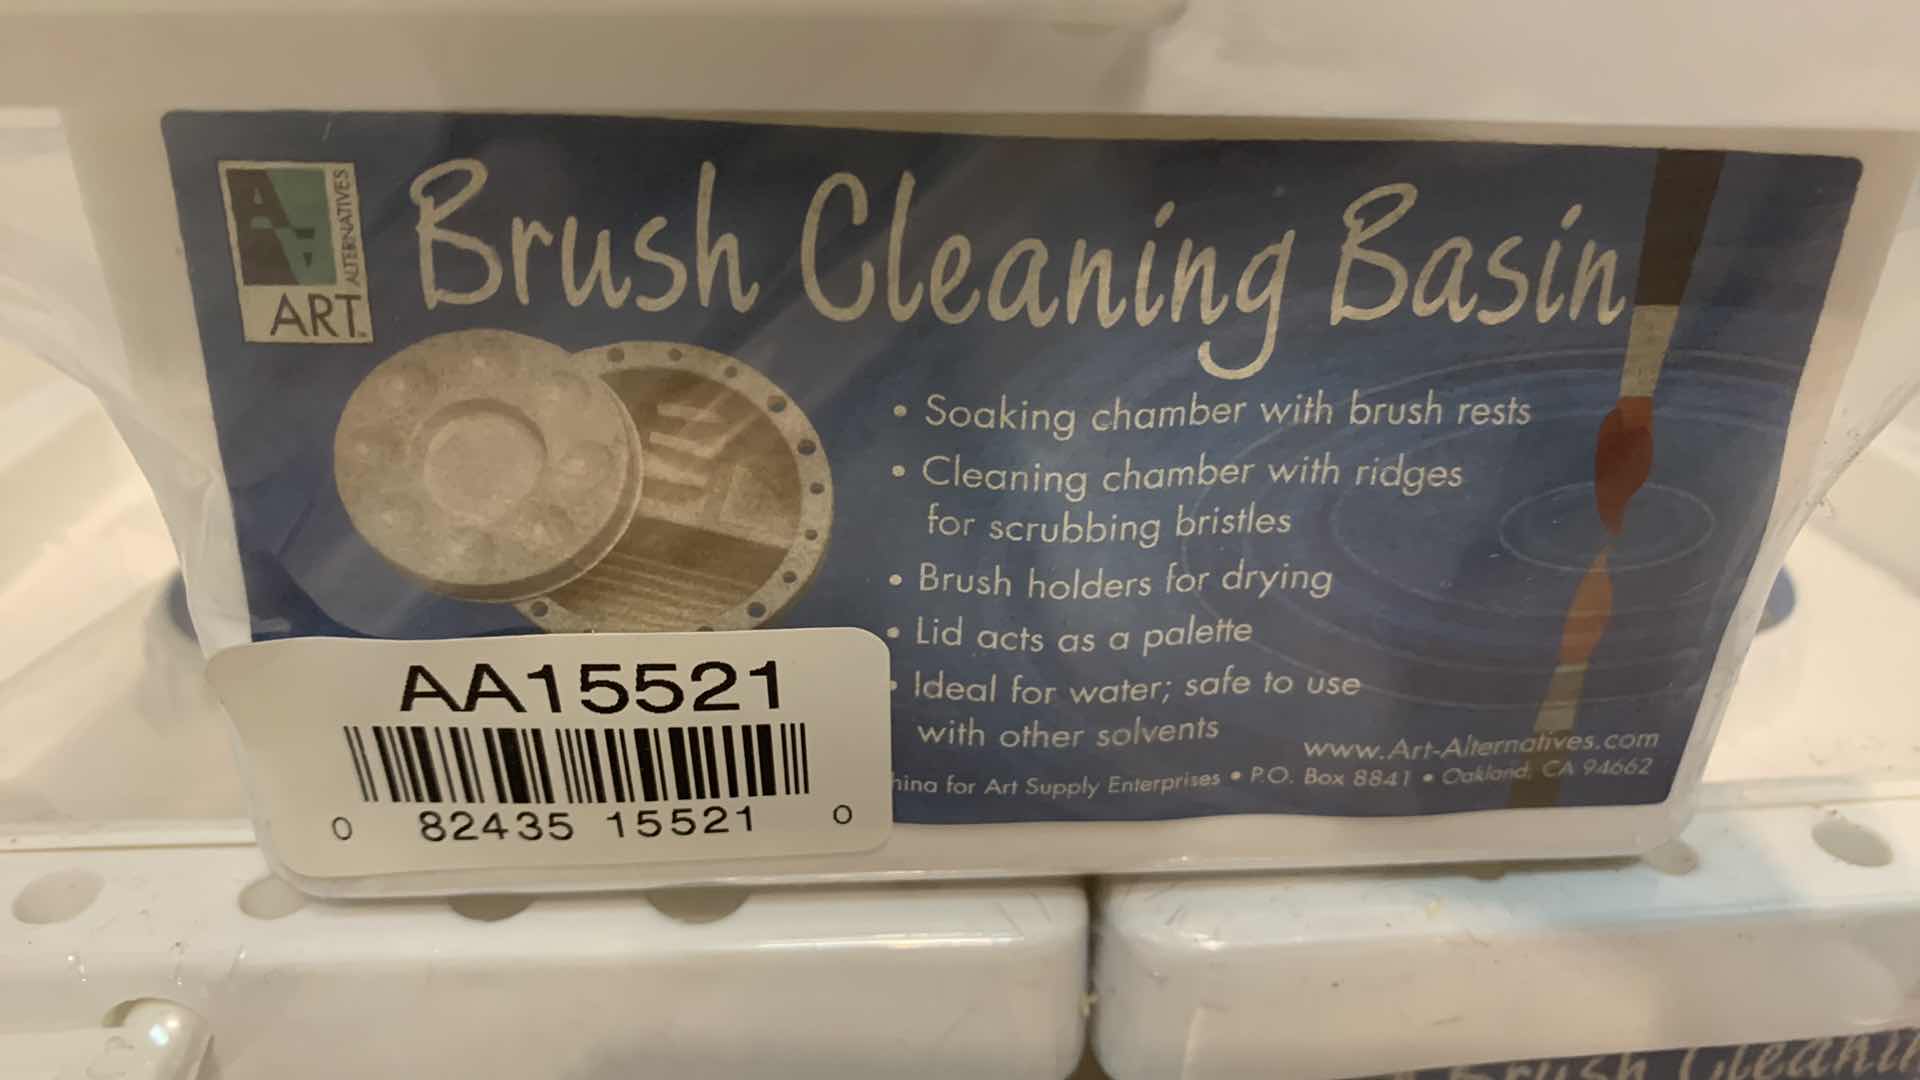 ALTERNATIVES
ART
Brush Cleaning Basin
• Soaking chamber with brush rests
• Cleaning chamber with ridges
for scrubbing bristles
• Brush holders for drying
• Lid acts as a palette
• Ideal for water; safe to use
with other solvents
www.Art-Alternatives.com
hina for Art Supply Enterprises • P.O. Box 8841 • Oakland, CA 94662
AA15521
0 82435 15521 0
Brush Cleanin